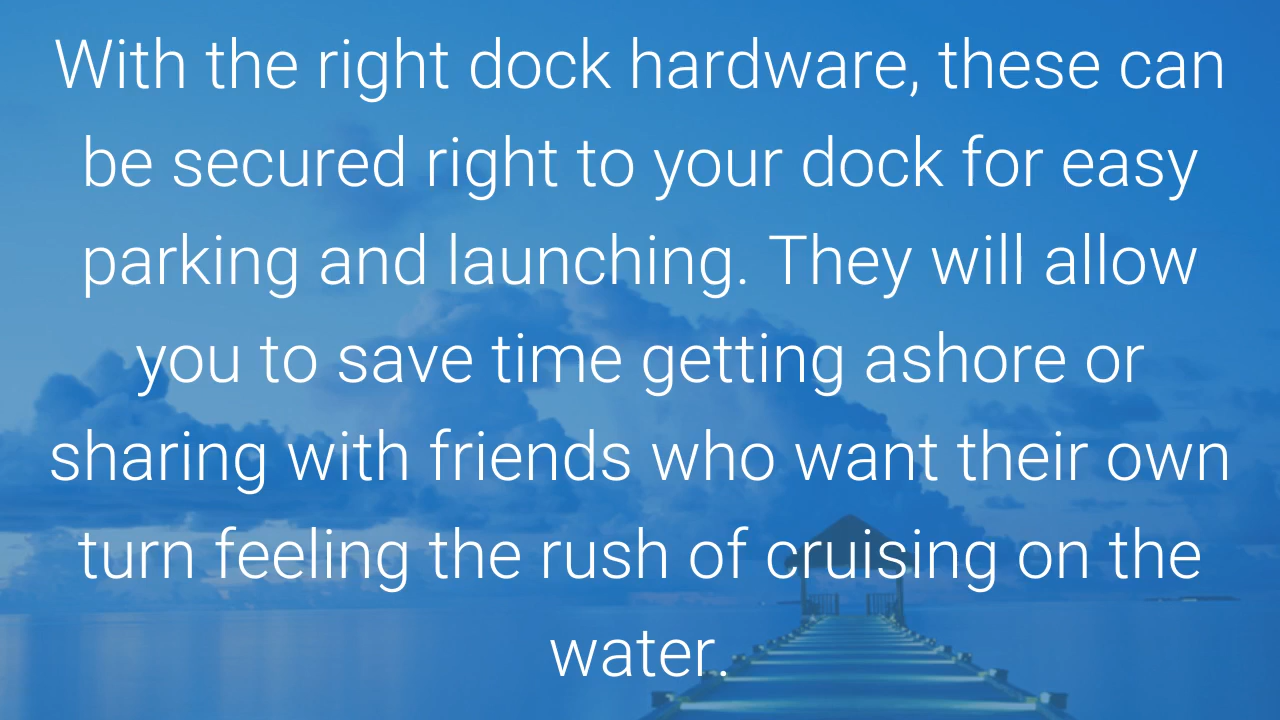 With the right dock hardware, these can
be secured right to your dock for easy
parking and launching. They will allow
you to save time getting ashore or
sharing with friends who want their own
turn feeling the rush of cruising on the
water.